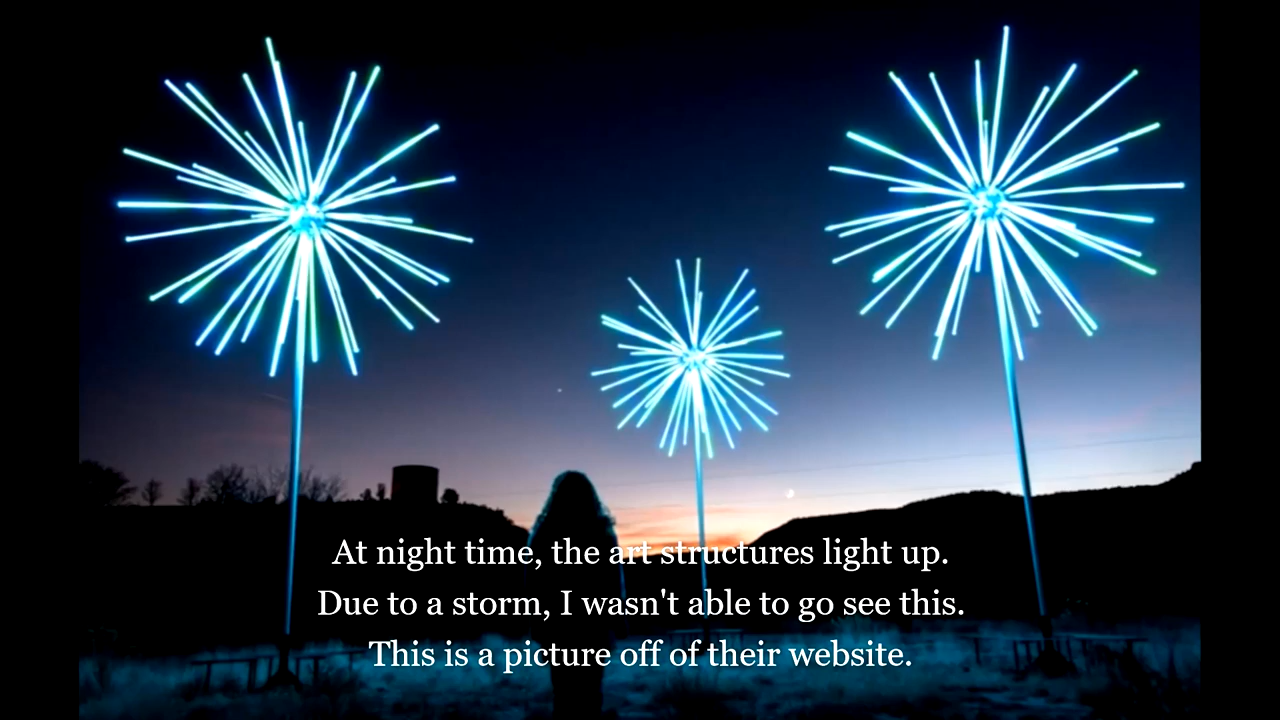 At night time, the art structures light up.
Due to a storm, I wasn't able to go see this.
This is a picture off of their website.